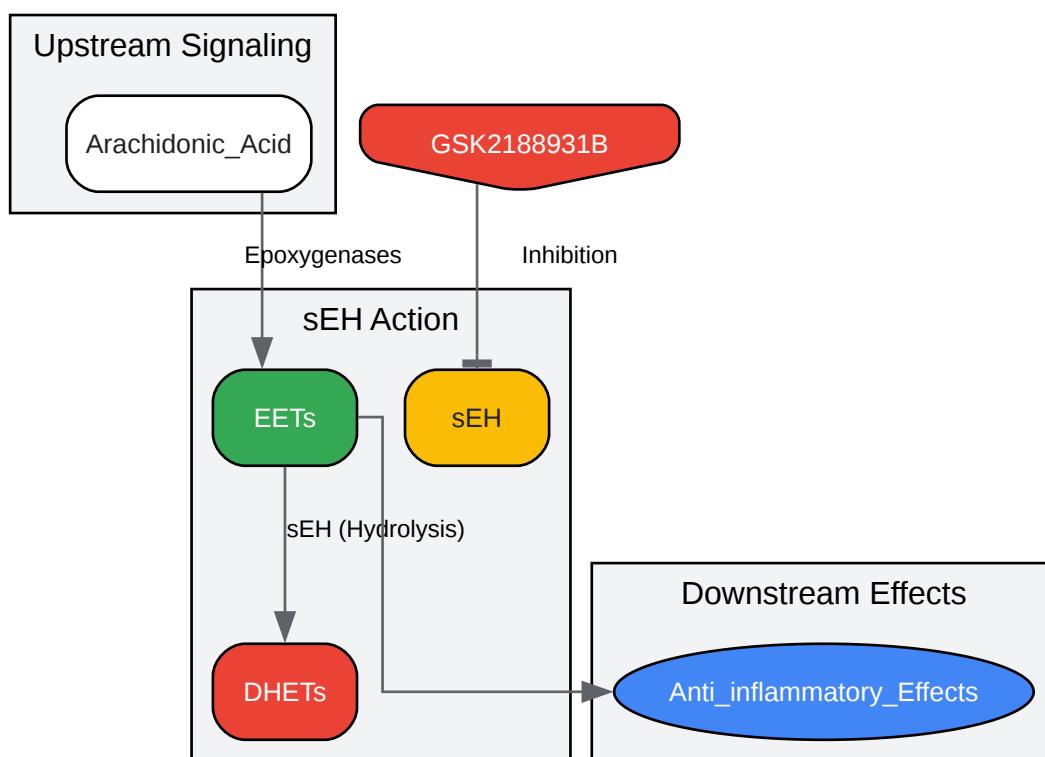 Upstream Signaling
Arachidonic_Acid
GSK2188931B
Epoxygenases
Inhibition
sEH Action
EETs
sEH
sEH (Hydrolysis)
Downstream Effects
DHETs
Anti_inflammatory_Effects